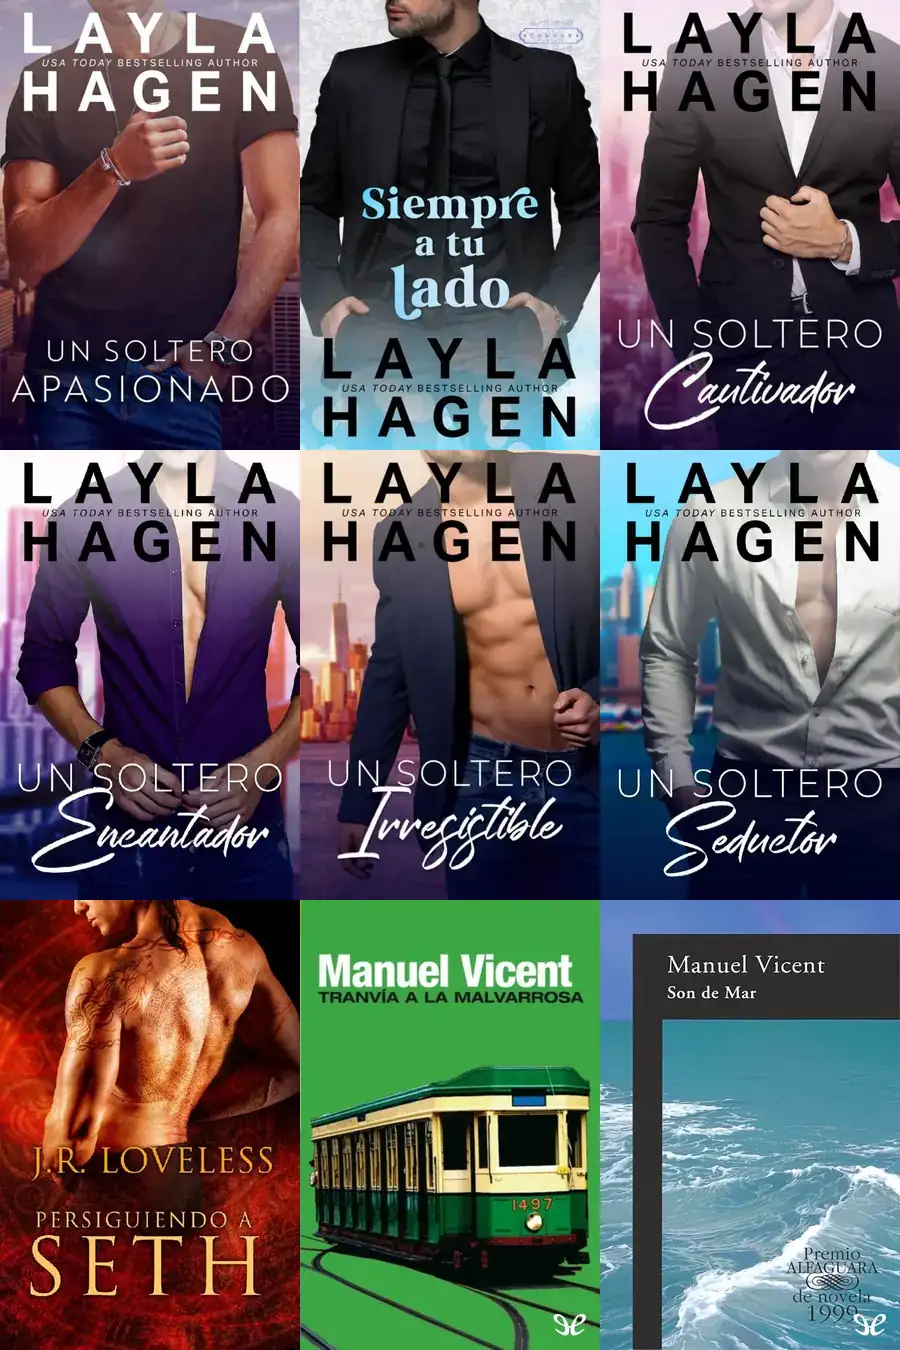 LAYLA
USA TODAY BESTSELLING AUTHOR
HAGEN
UN SOLTERO
APASIONADO
Siempre
a tu
lado
LAYLA
USA TODAY BESTSELLING AUTHOR
HAGEN
LAYLA
USA TODAY BESTSELLING AUTHOR
HAGEN
UN SOLTERO
Cautivador
LAYLA
USA TODAY BESTSELLING AUTHOR
HAGEN
UN SOLTERO
Encantador
LAYLA
USA TODAY BESTSELLING AUTHOR
HAGEN
UN SOLTERO
Irresistible
LAYLA
USA TODAY BESTSELLING AUTHOR
HAGEN
UN SOLTERO
Seductor
J.R. LOVELESS
PERSIGUIENDO A
SETH
Manuel Vicent
TRANVÍA A LA MALVARROSA
1497
Manuel Vicent
Son de Mar
Premio
ALFAGUARA
de novela
1999